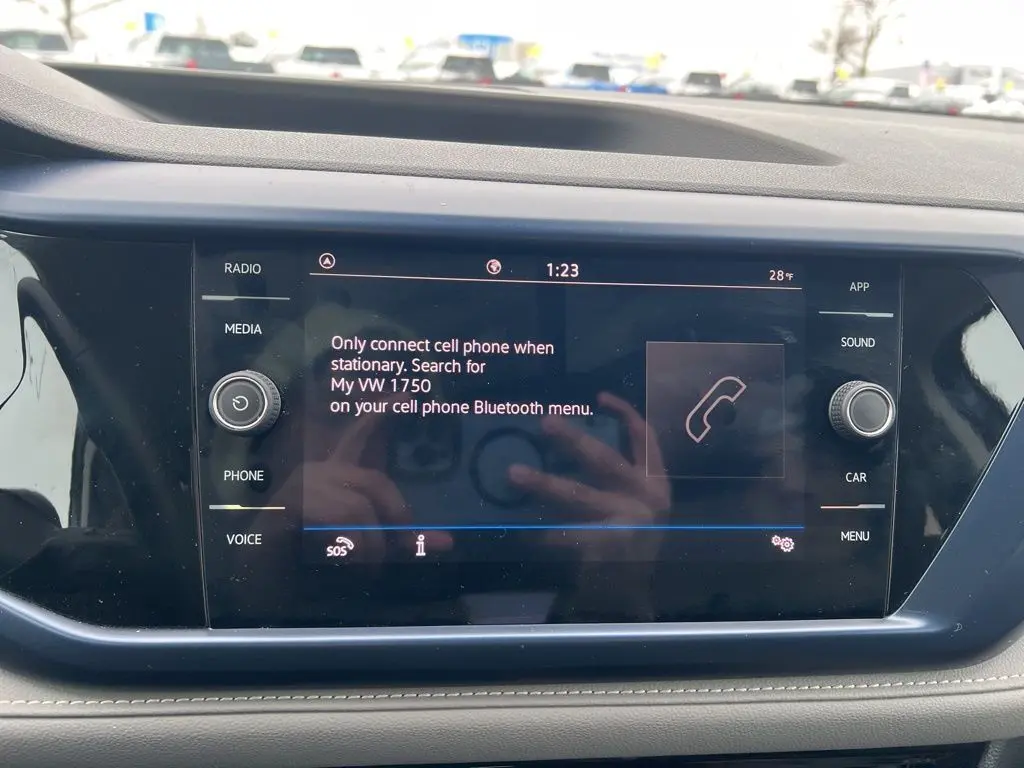 RADIO
MEDIA
PHONE
VOICE
1:23
28°F
Only connect cell phone when
stationary. Search for
My VW 1750
on your cell phone Bluetooth menu.
SOS
i
APP
SOUND
CAR
MENU